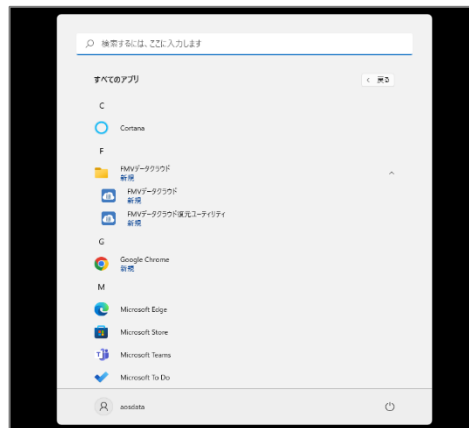 検索するには、ここに入力します
すべてのアプリ
< 戻る
C
Cortana
F
FMVデータクラウド
新規
FMVデータクラウド
新規
FMVデータクラウド復元ユーティリティ
新規
G
Google Chrome
新規
M
Microsoft Edge
Microsoft Store
Microsoft Teams
Microsoft To Do
aosdata